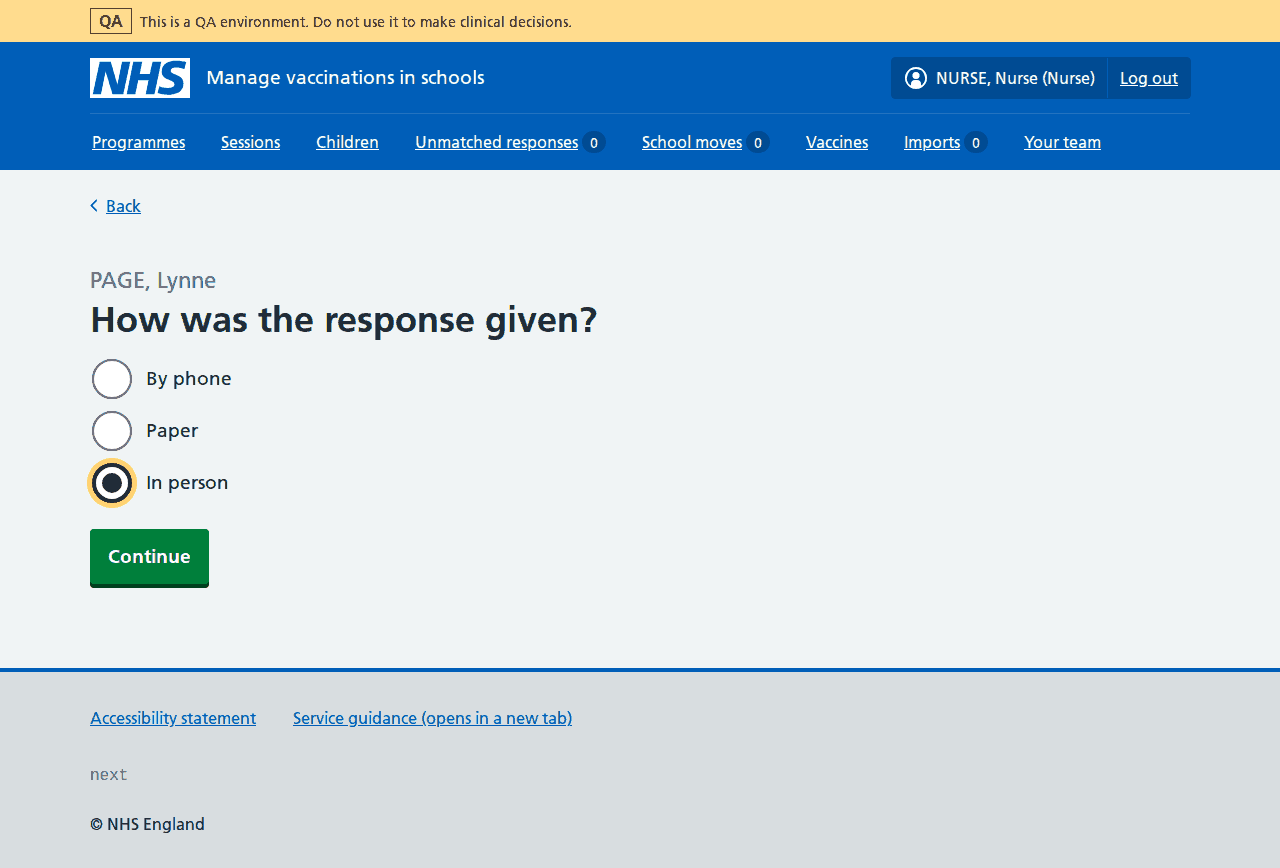 QA This is a QA environment. Do not use it to make clinical decisions.
NHS Manage vaccinations in schools NURSE, Nurse (Nurse) Log out
Programmes Sessions Children Unmatched responses 0 School moves 0 Vaccines Imports 0 Your team
Back
PAGE, Lynne
How was the response given?
By phone
Paper
In person
Continue
Accessibility statement Service guidance (opens in a new tab)
next
© NHS England